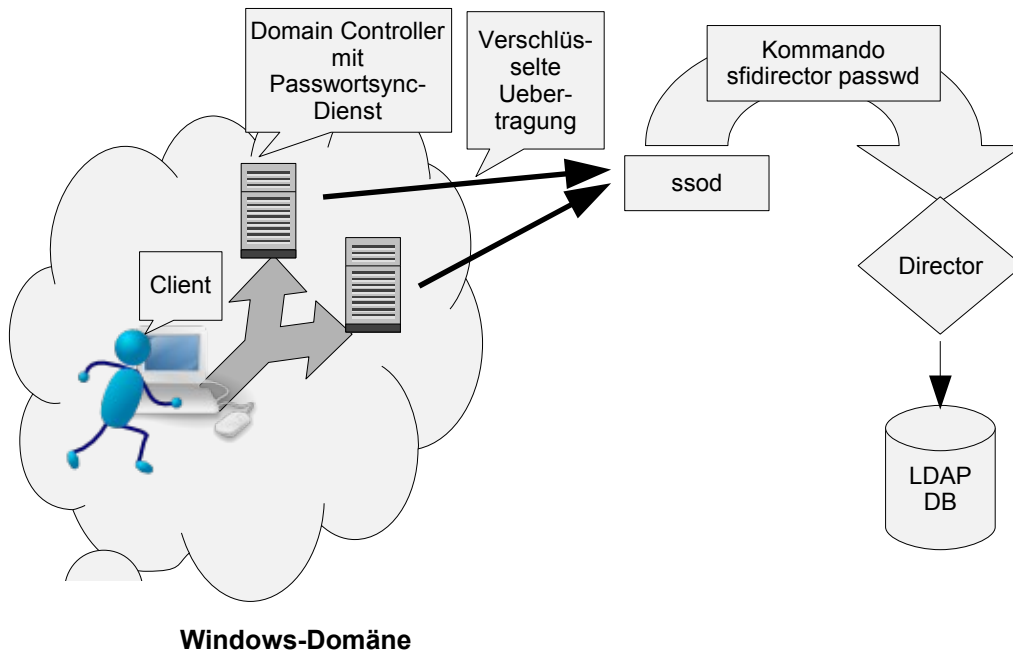 Domain Controller
mit
Passwortsync-
Dienst
Verschlüs-
selte
Ueber-
tragung
Kommando
sfidirector passwd
ssod
Client
Director
LDAP
DB
Windows-Domäne